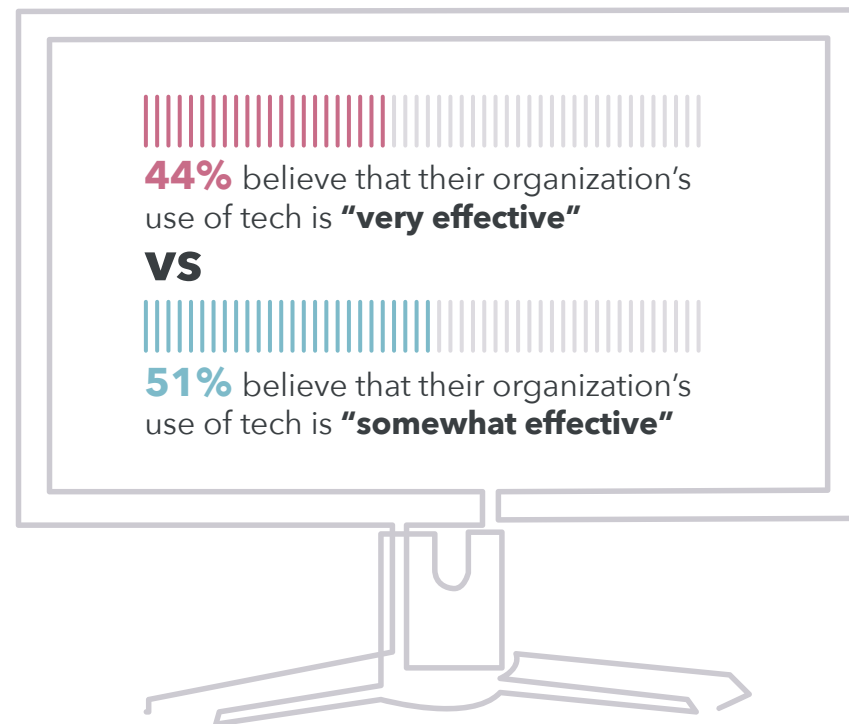 44% believe that their organization’s
use of tech is “very effective”
VS
51% believe that their organization’s
use of tech is “somewhat effective”